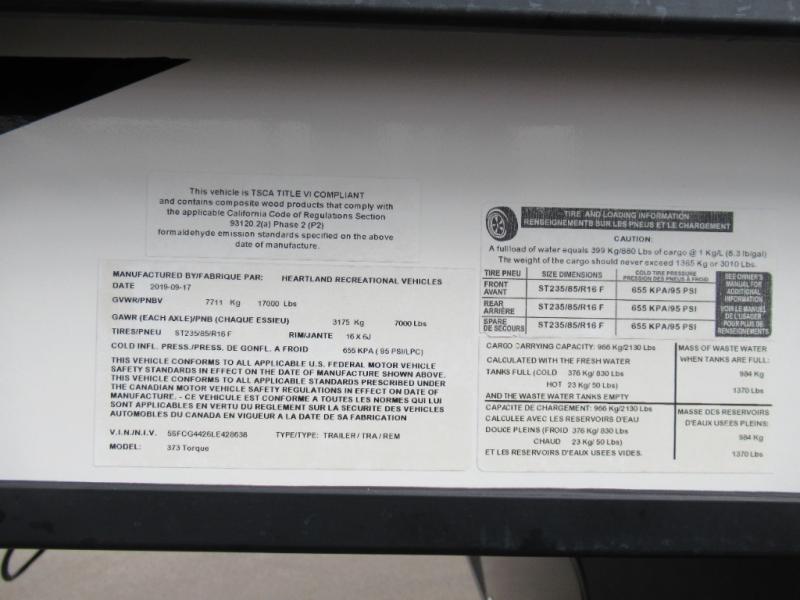 This vehicle is TSCA TITLE VI COMPLIANT
and contains composite wood products that comply with
the applicable California Code of Regulations Section
93120.2(a) Phase 2 (P2)
formaldehyde emission standards specified on the above
date of manufacture.
MANUFACTURED BY/FABRIQUE PAR: HEARTLAND RECREATIONAL VEHICLES
DATE 2019-09-17
GVWR/PNBV 7711 Kg 17000 Lbs
GAWR (EACH AXLE)/PNB (CHAQUE ESSIEU) 3175 Kg 7000 Lbs
TIRES/PNEU ST235/85/R16 F RIM/JANTE 16 X 6J
COLD INFL. PRESS./PRESS. DE GONFL. A FROID 655 KPA ( 95 PSI/LPC)
THIS VEHICLE CONFORMS TO ALL APPLICABLE U.S. FEDERAL MOTOR VEHICLE
SAFETY STANDARDS IN EFFECT ON THE DATE OF MANUFACTURE SHOWN ABOVE.
THIS VEHICLE CONFORMS TO ALL APPLICABLE STANDARDS PRESCRIBED UNDER
THE CANADIAN MOTOR VEHICLE SAFETY REGULATIONS IN EFFECT ON DATE OF
MANUFACTURE. - CE VEHICULE EST CONFORME A TOUTES LES NORMES QUI LUI
SONT APPLICABLES EN VERTU DU REGLEMENT SUR LA SECURITE DES VEHICLES
AUTOMOBILES DU CANADA EN VIGUEUR A LA DATE DE SA FABRICATION
V.I.N./N.I.V. 5SFCG4426LE428638 TYPE/TYPE: TRAILER / TRA / REM
MODEL: 373 Torque
TIRE AND LOADING INFORMATION
RENSEIGNEMENTS SUR LES PNEUS ET LE CHARGEMENT
CAUTION:
A full load of water equals 399 Kg/880 Lbs of cargo @ 1 Kg/L (8.3 lb/gal)
The weight of the cargo should never exceed 1365 Kg or 3010 Lbs.
TIRE PNEU SIZE DIMENSIONS COLD TIRE PRESSURE
PRESSION DES PNEUS À FROID
FRONT
AVANT ST235/85/R16 F 655 KPA/95 PSI
REAR
ARRIÈRE ST235/85/R16 F 655 KPA/95 PSI
SPARE
DE SECOURS ST235/85/R16 F 655 KPA/95 PSI
SEE OWNER'S
MANUAL FOR
ADDITIONAL
INFORMATION
VOIR LE MANUEL
DE L'USAGER
POUR PLUS DE
RENSEIGNEMENTS
CARGO CARRYING CAPACITY: 966 Kg/2130 Lbs
CALCULATED WITH THE FRESH WATER
TANKS FULL (COLD 376 Kg/ 830 Lbs
HOT 23 Kg/ 50 Lbs)
AND THE WASTE WATER TANKS EMPTY
MASS OF WASTE WATER
WHEN TANKS ARE FULL:
984 Kg
1370 Lbs
CAPACITE DE CHARGEMENT: 966 Kg/2130 Lbs
CALCULEE AVEC LES RESERVOIRS D'EAU
DOUCE PLEINS (FROID 376 Kg/ 830 Lbs
CHAUD 23 Kg/ 50 Lbs)
ET LES RESERVOIRS D'EAUX USEES VIDES.
MASSE DES RESERVOIRS
D'EAUX USEES PLEINS:
984 Kg
1370 Lbs